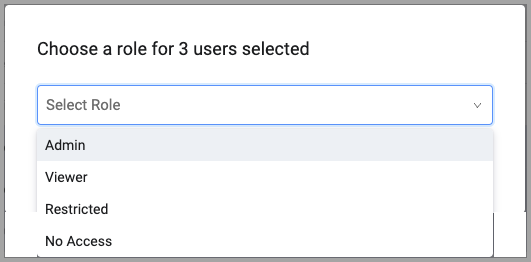 Choose a role for 3 users selected
Select Role
Admin
Viewer
Restricted
No Access